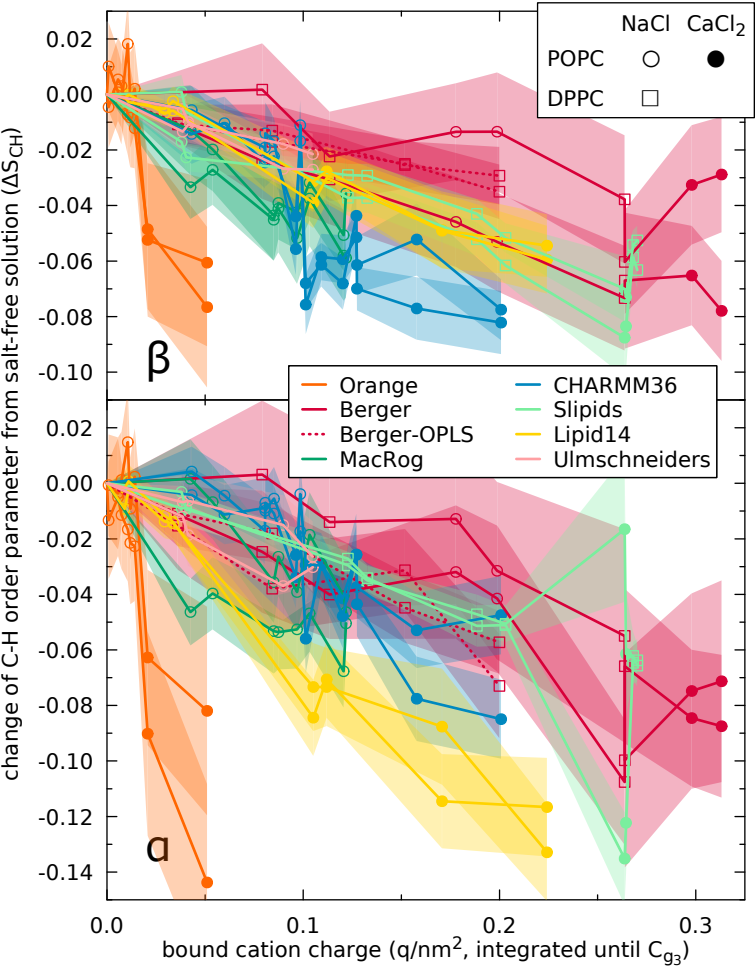 NaCl CaCl2
POPC
DPPC
0.02
0.00
-0.02
-0.04
-0.06
-0.08
-0.10
β
Orange CHARMM36
Berger Slipids
Berger-OPLS Lipid14
MacRog Ulmschneiders
0.02
0.00
-0.02
-0.04
-0.06
-0.08
-0.10
-0.12
-0.14
α
change of C-H order parameter from salt-free solution (ΔSCH)
0.0 0.1 0.2 0.3
bound cation charge (q/nm², integrated until Cg3)